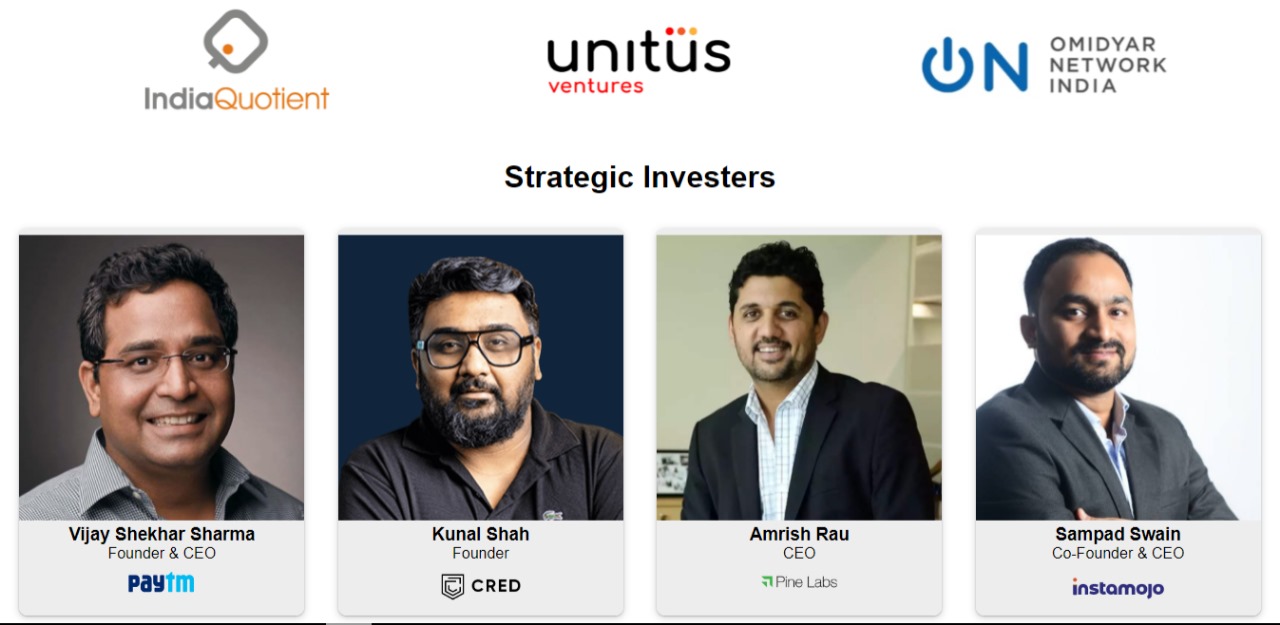 IndiaQuotient
unitüs
ventures
ON
OMIDYAR
NETWORK
INDIA
Strategic Investers
Vijay Shekhar Sharma
Founder & CEO
paytm
Kunal Shah
Founder
CRED
Amrish Rau
CEO
Pine Labs
Sampad Swain
Co-Founder & CEO
instamojo